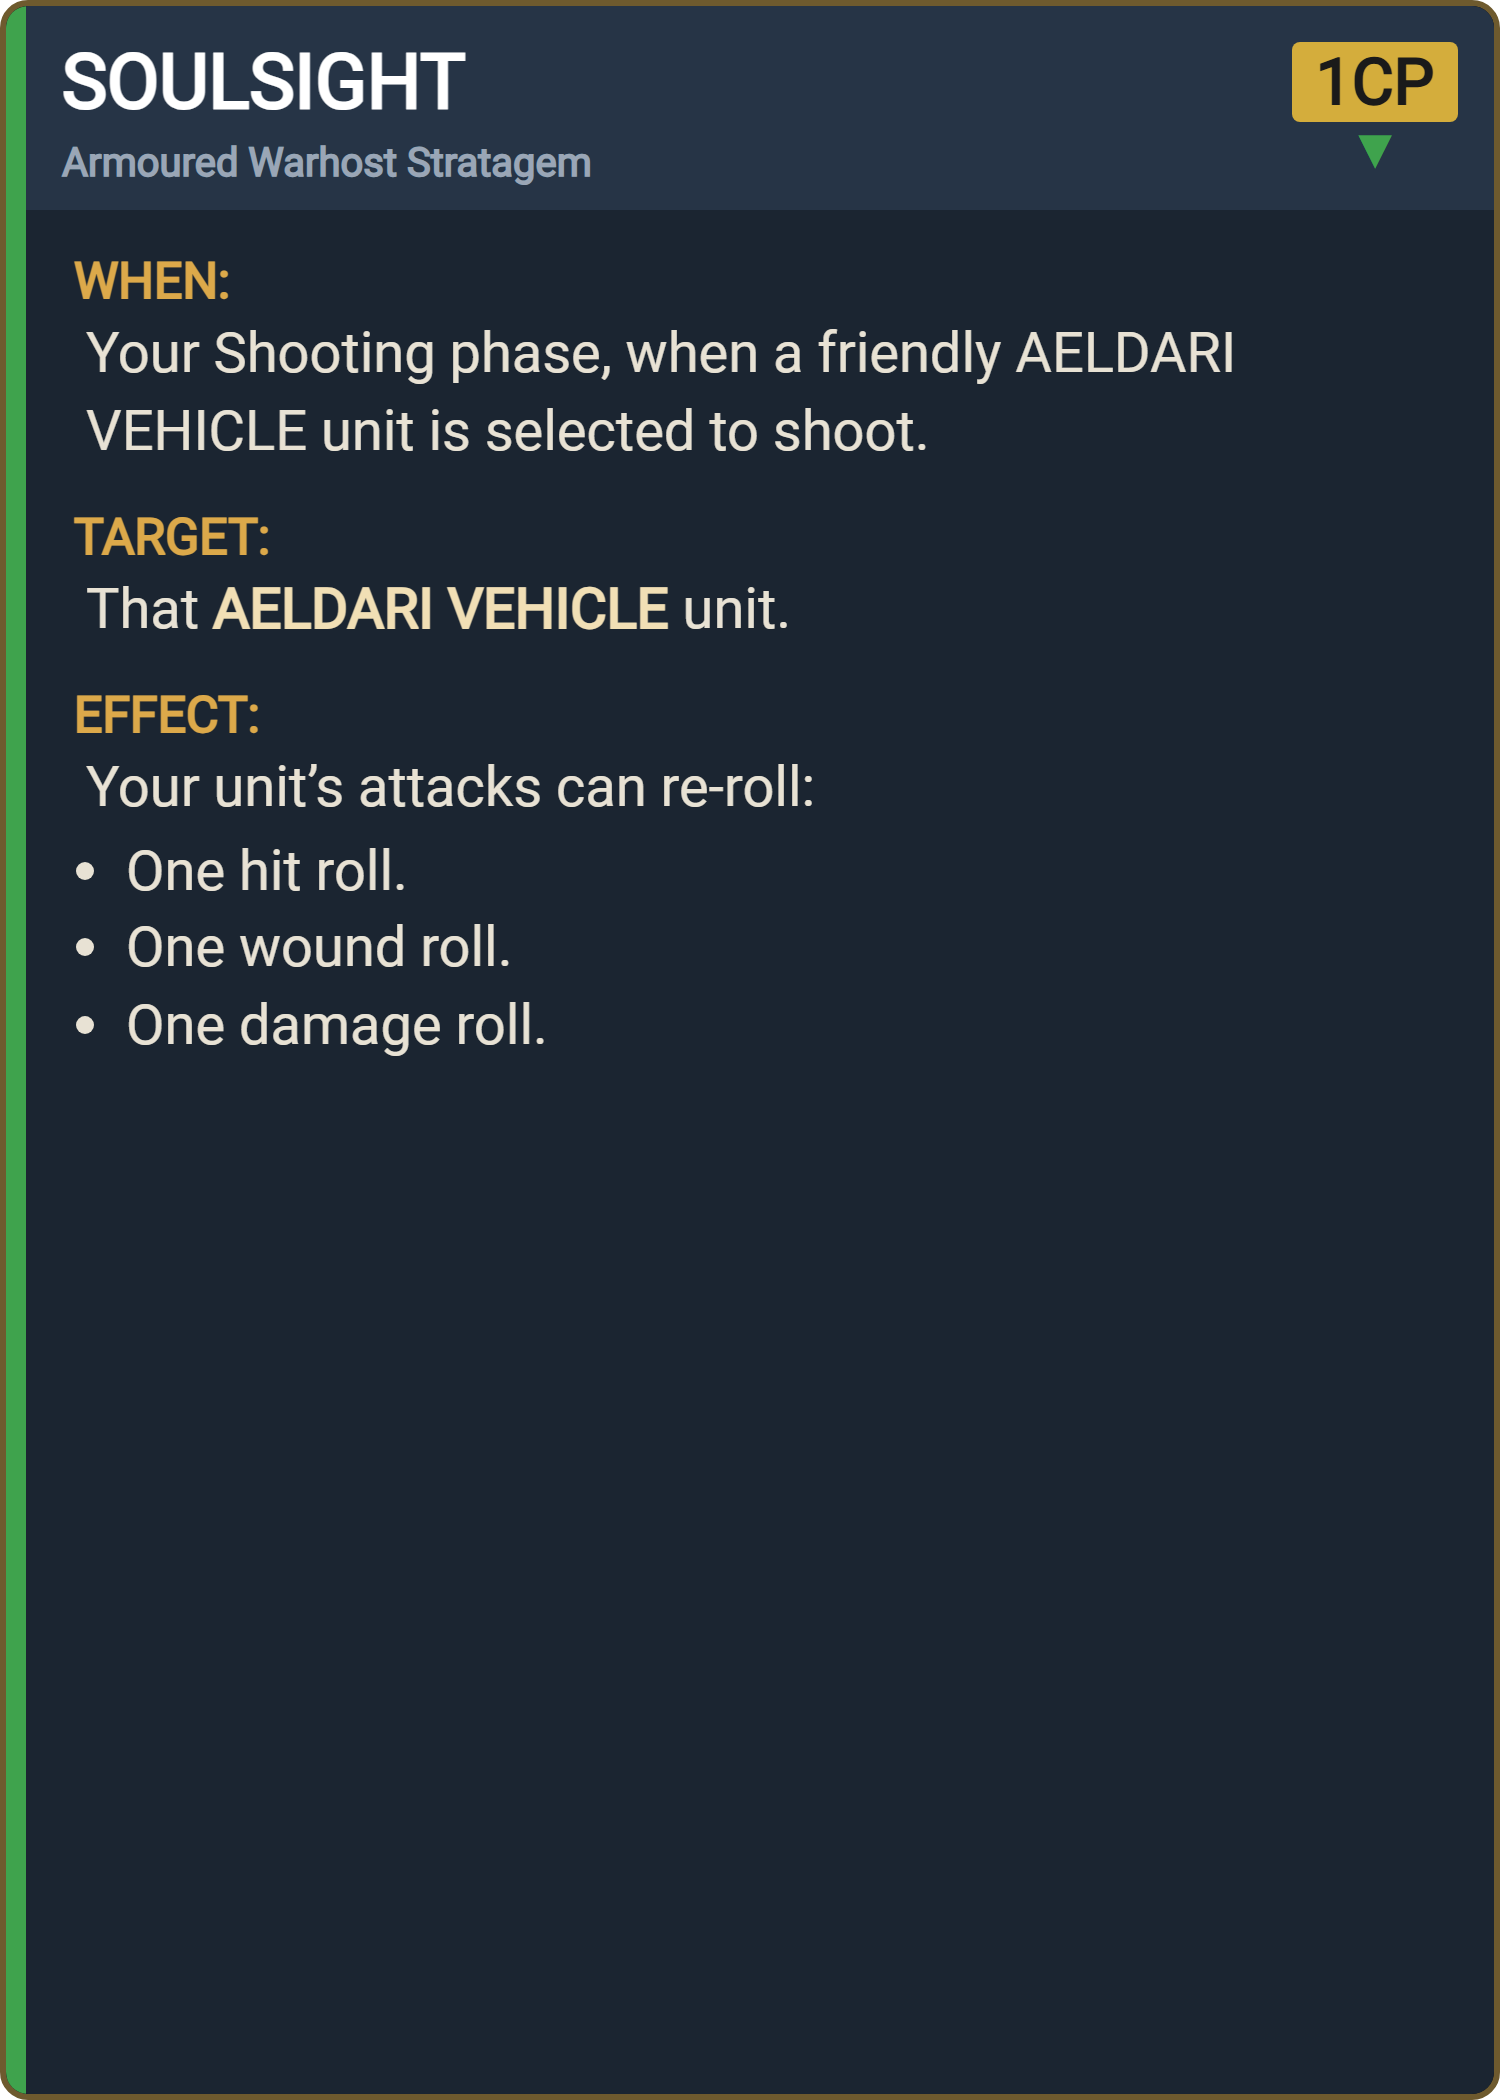 SOULSIGHT
1CP
Armoured Warhost Stratagem
WHEN:
Your Shooting phase, when a friendly AELDARI
VEHICLE unit is selected to shoot.
TARGET:
That AELDARI VEHICLE unit.
EFFECT:
Your unit’s attacks can re-roll:
• One hit roll.
• One wound roll.
• One damage roll.